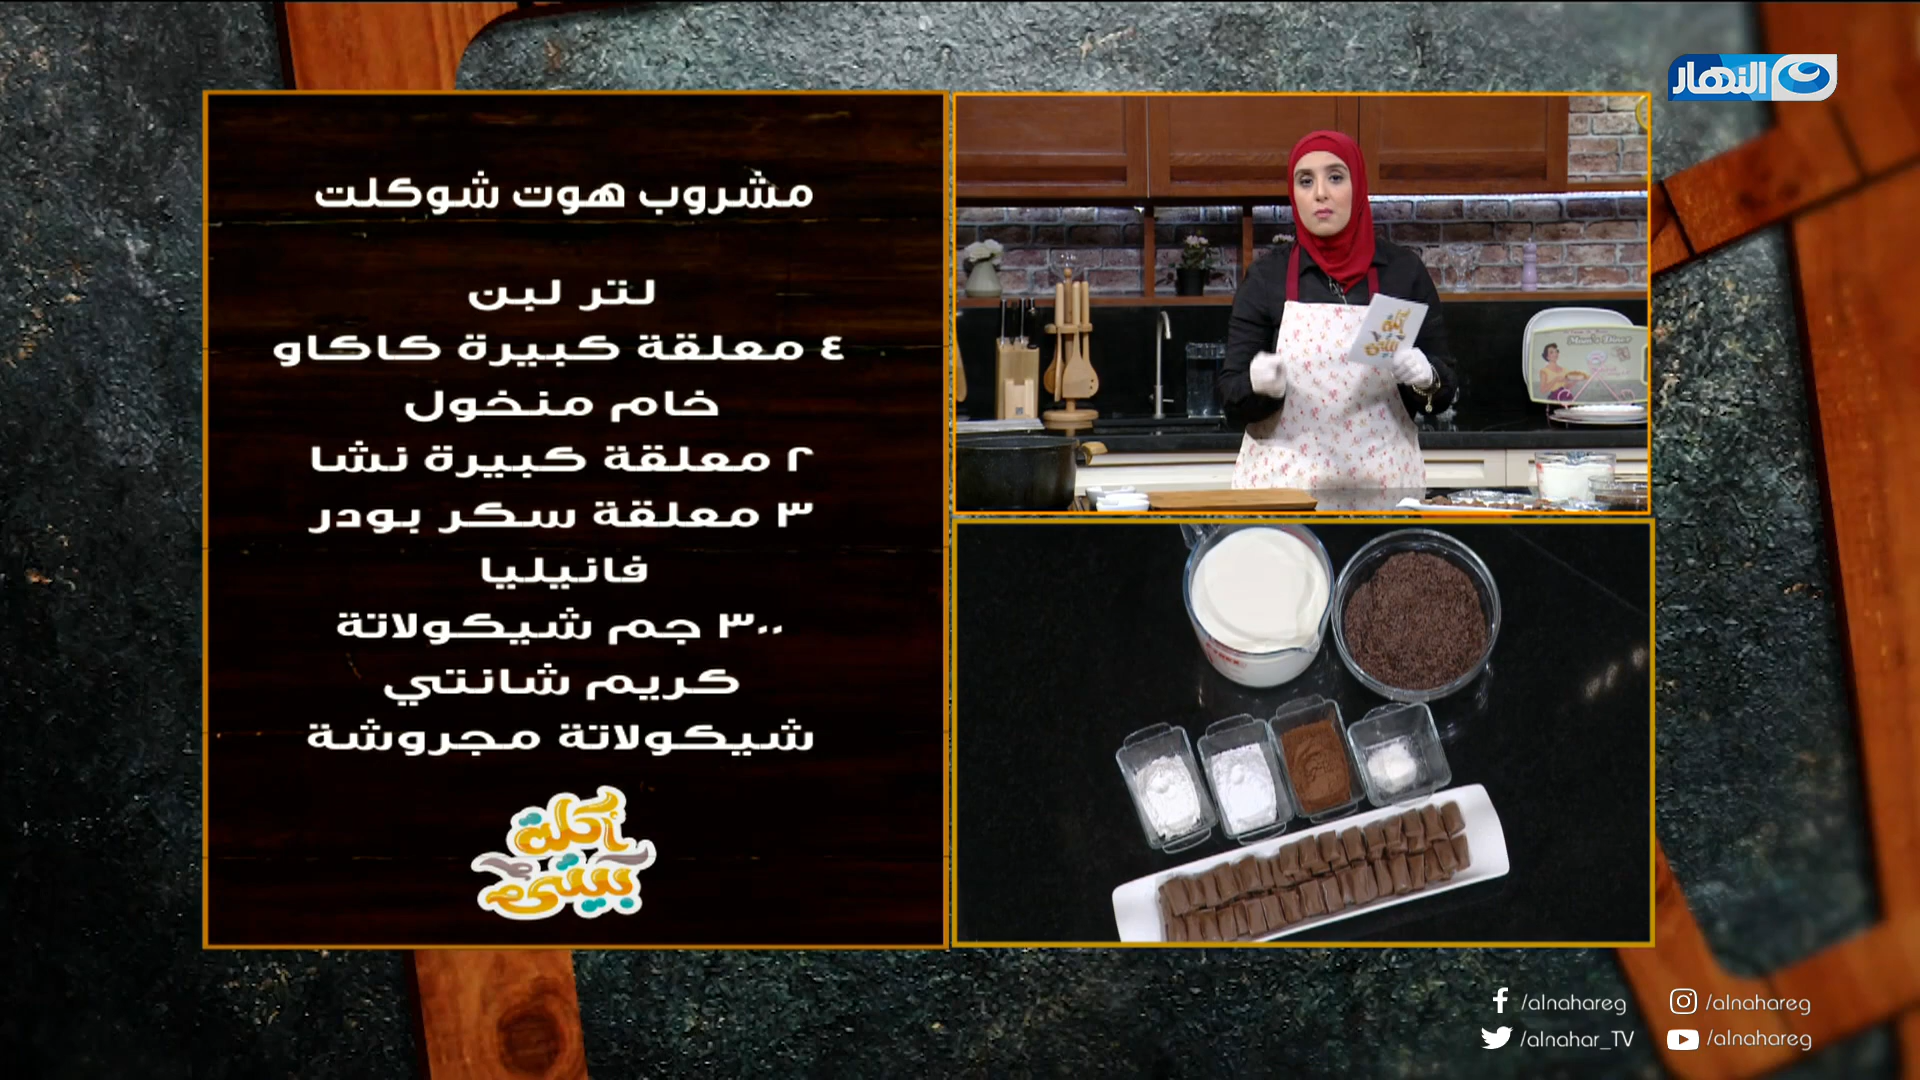 النهار
مشروب هوت شوكلت
لتر لبن
٤ معلقة كبيرة كاكاو
خام منخول
٢ معلقة كبيرة نشا
٣ معلقة سكر بودر
فانيليا
٣٠٠ جم شيكولاتة
كريم شانتي
شيكولاتة مجروشة
أكلة
بيتي
/alnahareg
/alnahareg
/alnahar_TV
/alnahareg